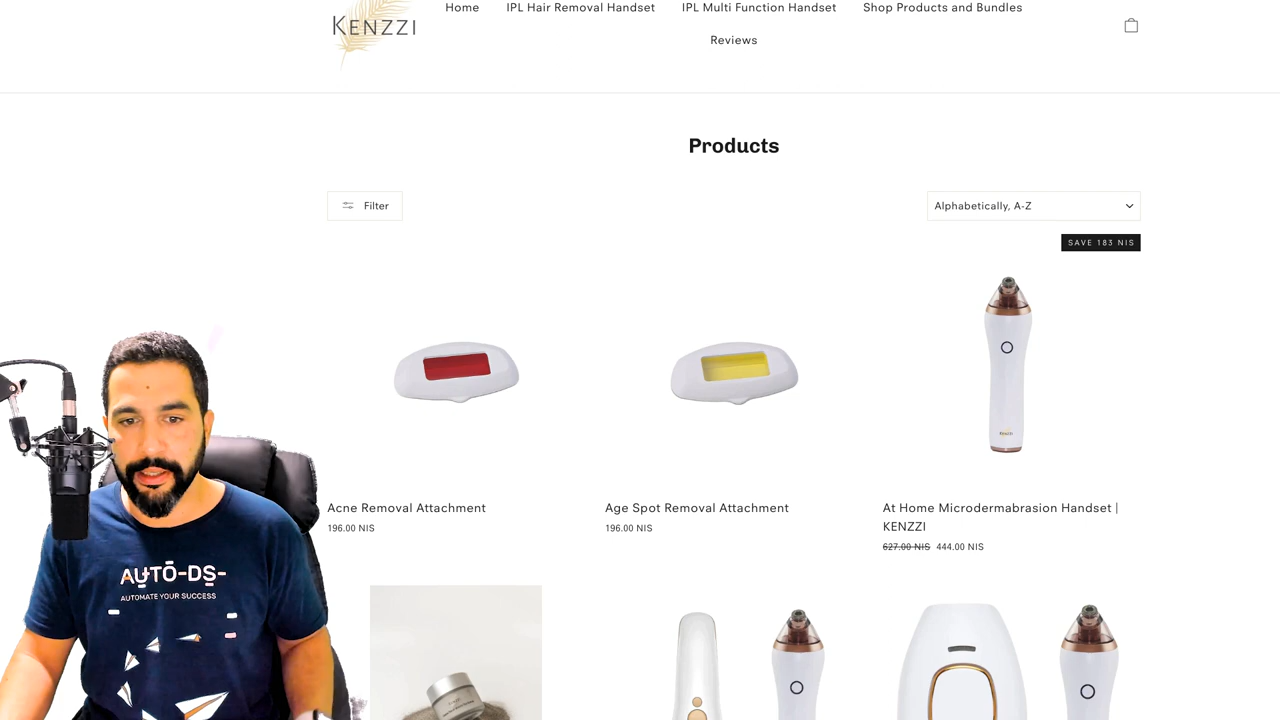 KENZZI
Home
IPL Hair Removal Handset
IPL Multi Function Handset
Shop Products and Bundles
Reviews
Products
Filter
Alphabetically, A-Z
SAVE 183 NIS
Acne Removal Attachment
196.00 NIS
Age Spot Removal Attachment
196.00 NIS
At Home Microdermabrasion Handset |
KENZZI
627.00 NIS 444.00 NIS
AUTO-DS
AUTOMATE YOUR SUCCESS